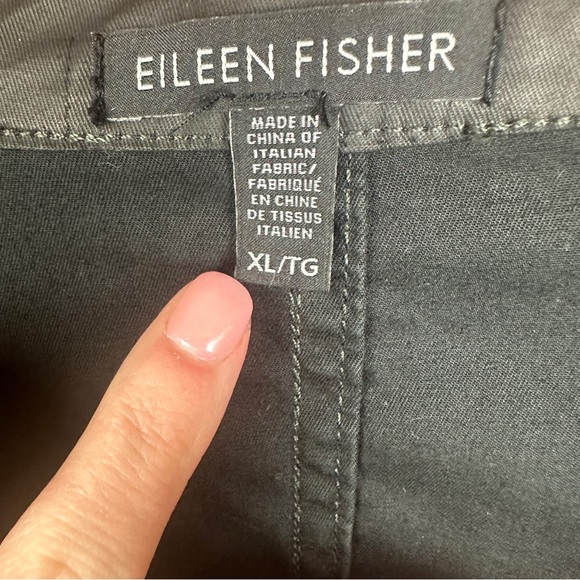 EILEEN FISHER
MADE IN
CHINA OF
ITALIAN
FABRIC/
FABRIQUÉ
EN CHINE
DE TISSUS
ITALIEN
XL/TG